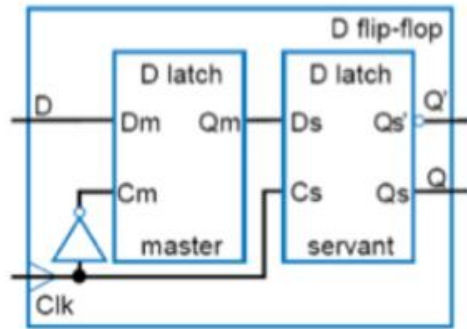 D flip-flop
D latch
D latch
D
Dm
Qm
Ds
Qs'
Q'
Cm
Cs
Qs
Q
master
servant
Clk